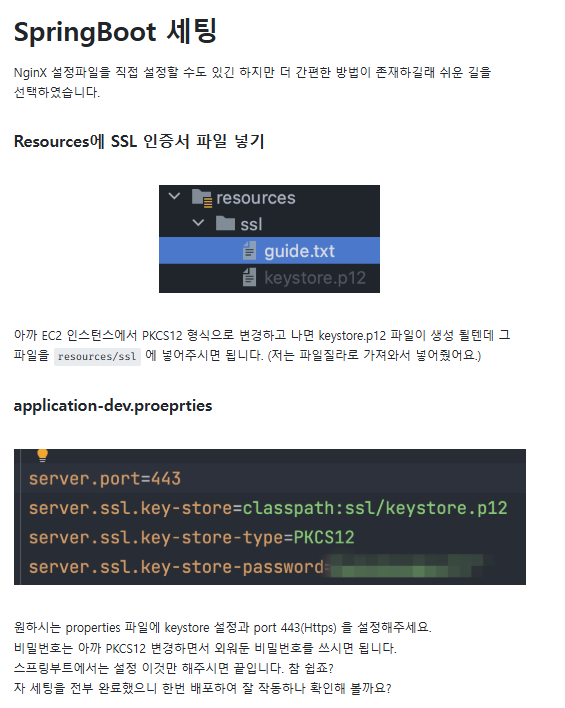 SpringBoot 세팅
NginX 설정파일을 직접 설정할 수도 있긴 하지만 더 간편한 방법이 존재하길래 쉬운 길을
선택하였습니다.
Resources에 SSL 인증서 파일 넣기
resources
ssl
guide.txt
keystore.p12
아까 EC2 인스턴스에서 PKCS12 형식으로 변경하고 나면 keystore.p12 파일이 생성 될텐데 그
파일을 resources/ssl 에 넣어주시면 됩니다. (저는 파일질라로 가져와서 넣어줬어요.)
application-dev.proeprties
server.port=443
server.ssl.key-store=classpath:ssl/keystore.p12
server.ssl.key-store-type=PKCS12
server.ssl.key-store-password=
원하시는 properties 파일에 keystore 설정과 port 443(Https) 을 설정해주세요.
비밀번호는 아까 PKCS12 변경하면서 외워둔 비밀번호를 쓰시면 됩니다.
스프링부트에서는 설정 이것만 해주시면 끝입니다. 참 쉽죠?
자 세팅을 전부 완료했으니 한번 배포하여 잘 작동하나 확인해 볼까요?